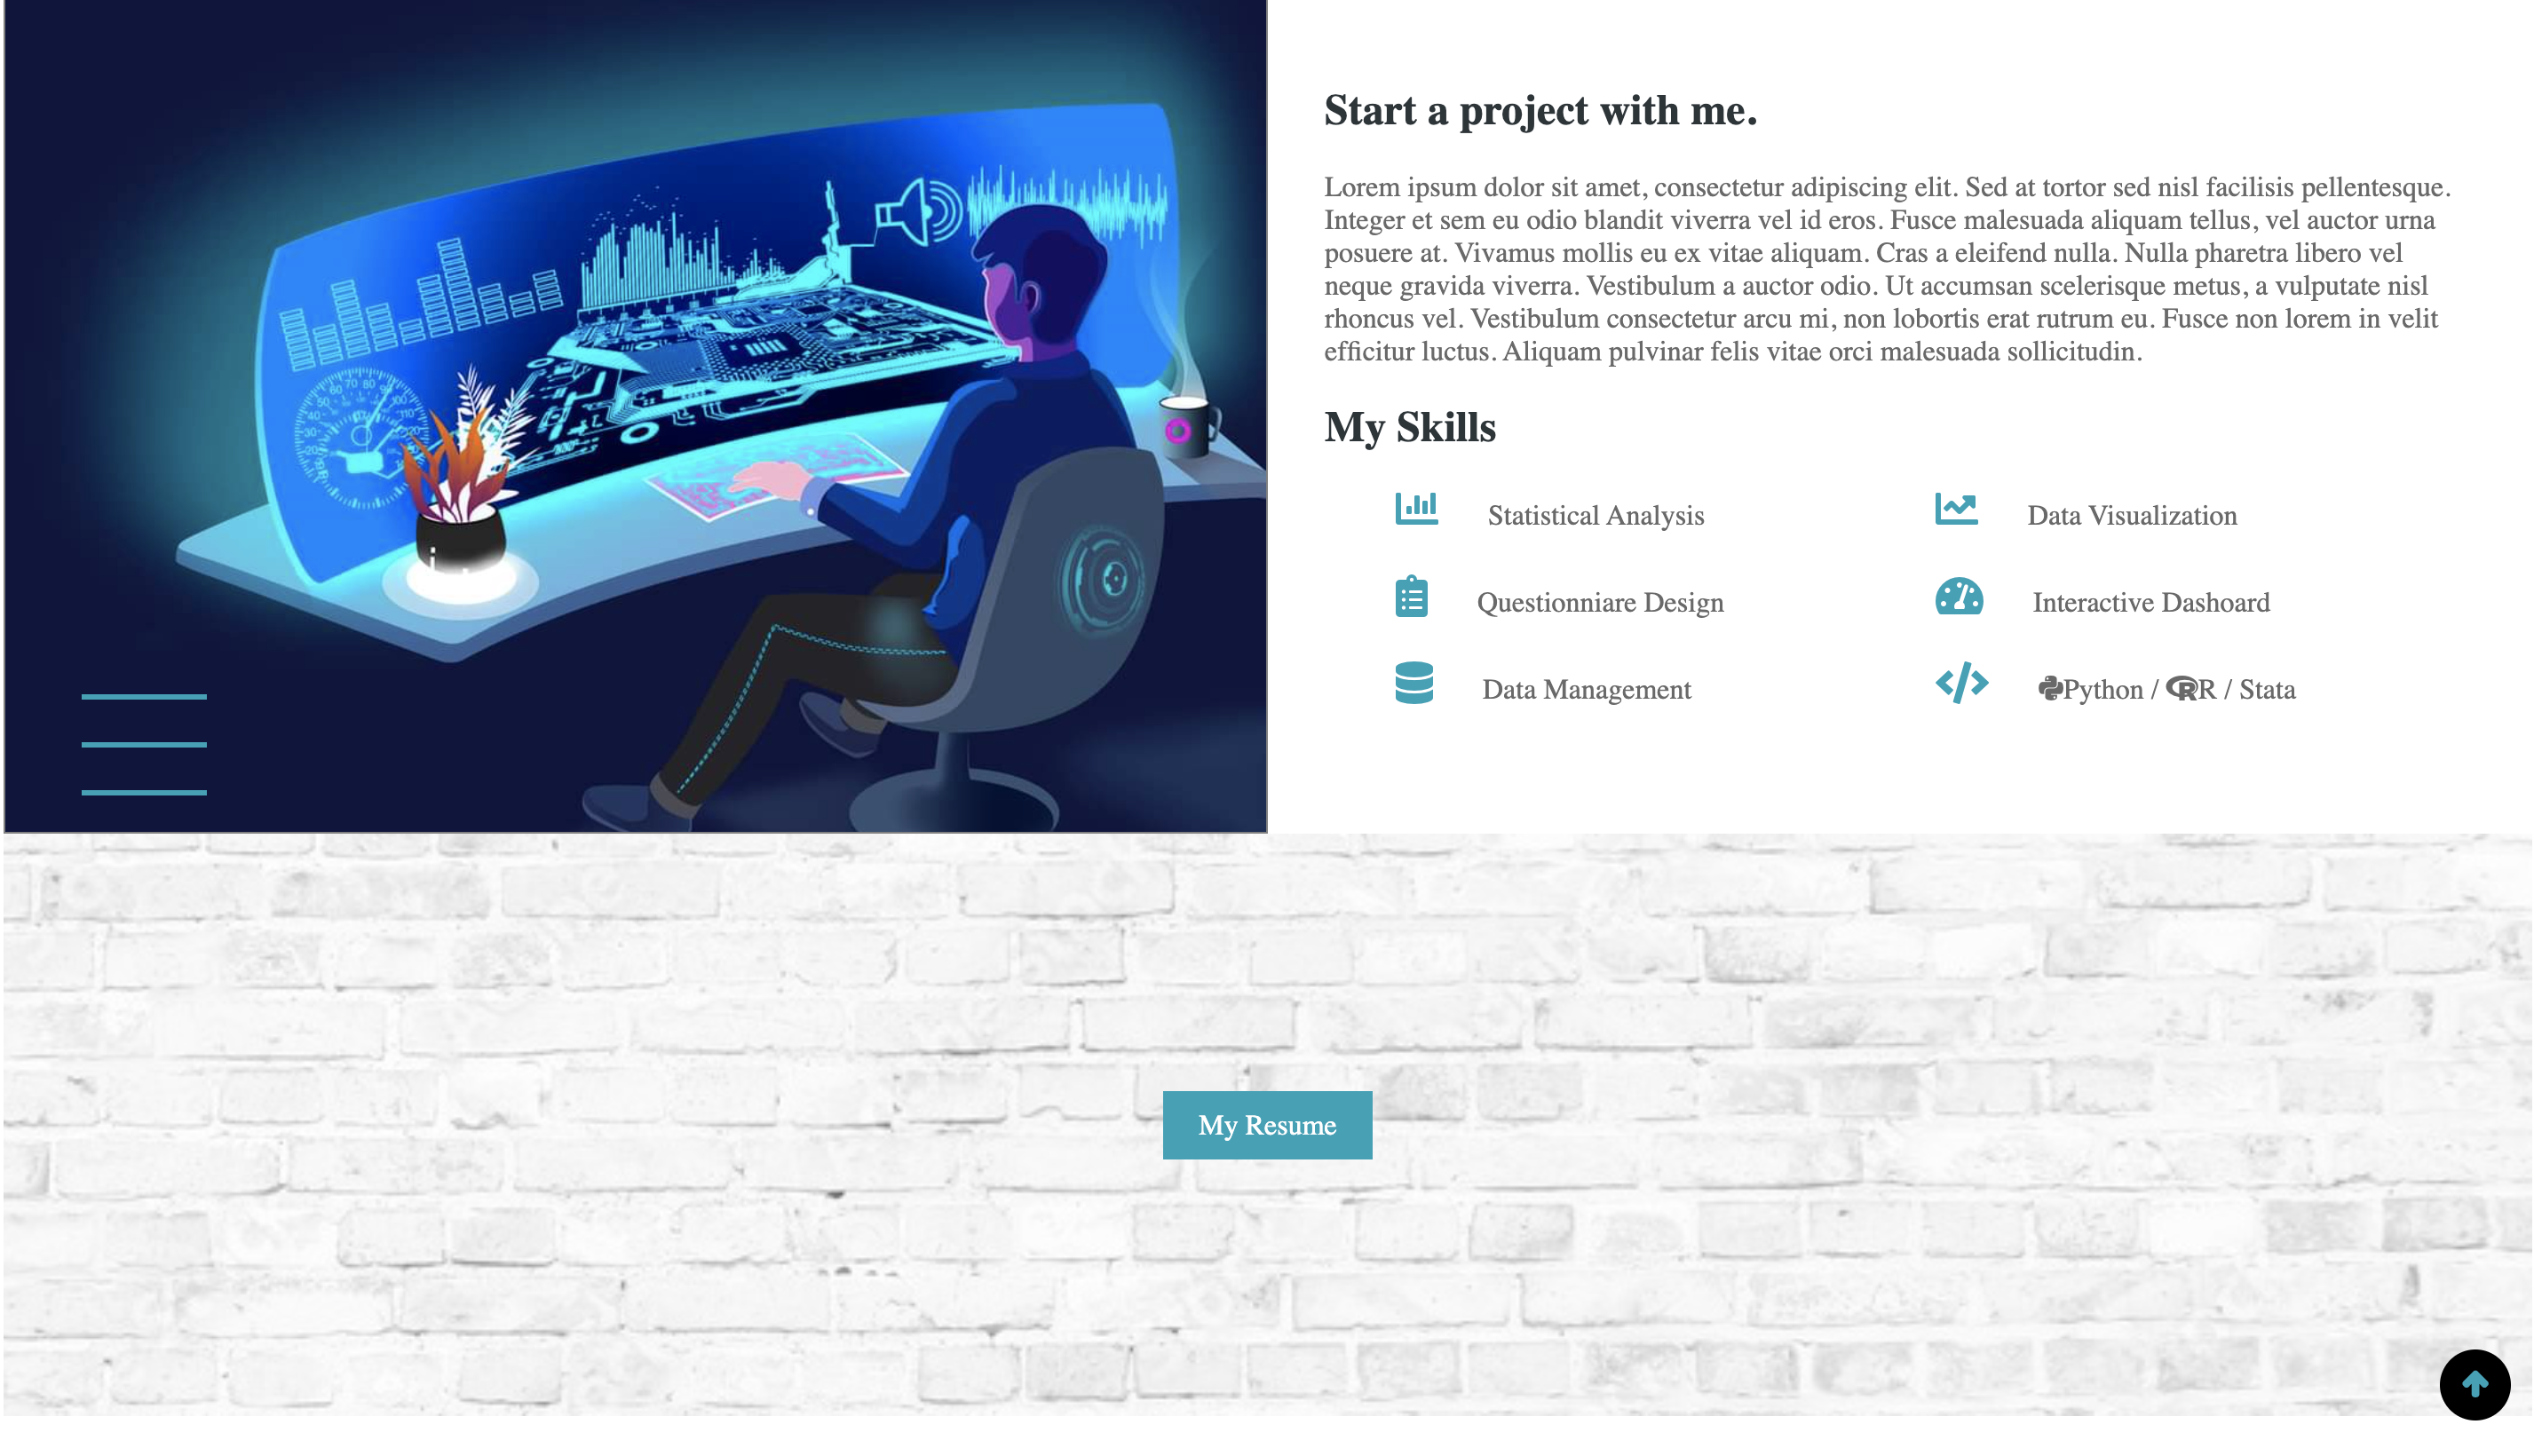 Start a project with me.
Lorem ipsum dolor sit amet, consectetur adipiscing elit. Sed at tortor sed nisl facilisis pellentesque.
Integer et sem eu odio blandit viverra vel id eros. Fusce malesuada aliquam tellus, vel auctor urna
posuere at. Vivamus mollis eu ex vitae aliquam. Cras a eleifend nulla. Nulla pharetra libero vel
neque gravida viverra. Vestibulum a auctor odio. Ut accumsan scelerisque metus, a vulputate nisl
rhoncus vel. Vestibulum consectetur arcu mi, non lobortis erat rutrum eu. Fusce non lorem in velit
efficitur luctus. Aliquam pulvinar felis vitae orci malesuada sollicitudin.
My Skills
Statistical Analysis
Data Visualization
Questionniare Design
Interactive Dashoard
Data Management
Python / R / Stata
My Resume